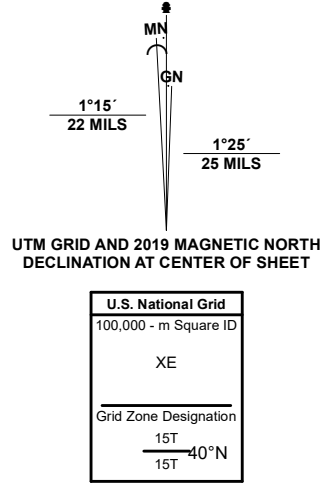 MN
GN
1°15´
22 MILS
1°25´
25 MILS
UTM GRID AND 2019 MAGNETIC NORTH
DECLINATION AT CENTER OF SHEET
U.S. National Grid
100,000 - m Square ID
XE
Grid Zone Designation
15T
40°N
15T